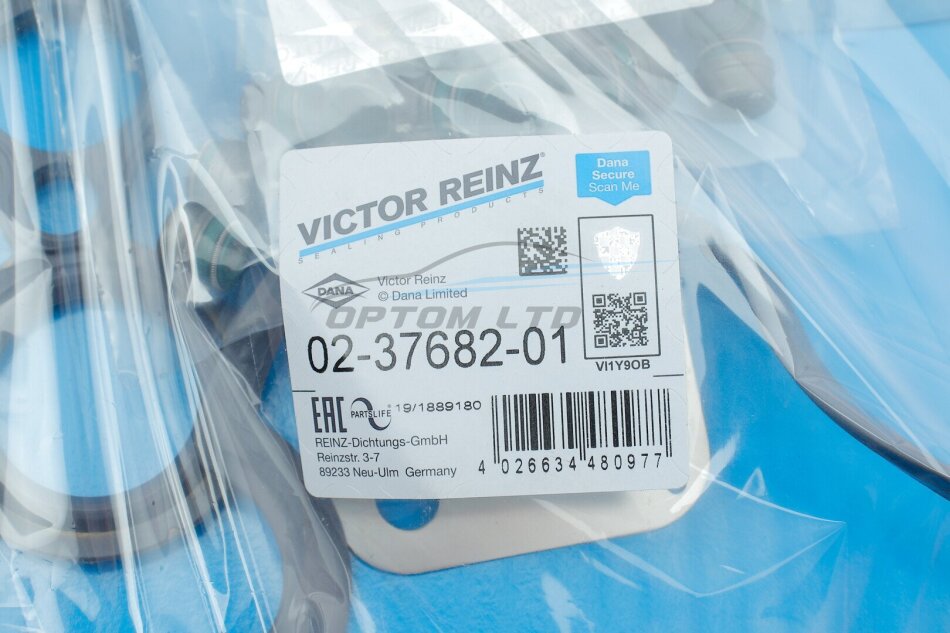 VICTOR REINZ®
SEALING PRODUCTS
Dana
Secure
Scan Me
DANA
Victor Reinz
© Dana Limited
OPTOM LTD
02-37682-01
VI1Y9OB
EAC PARTSLIFE® 19/1889180
REINZ-Dichtungs-GmbH
Reinzstr. 3-7
89233 Neu-Ulm Germany
4 026634 480977